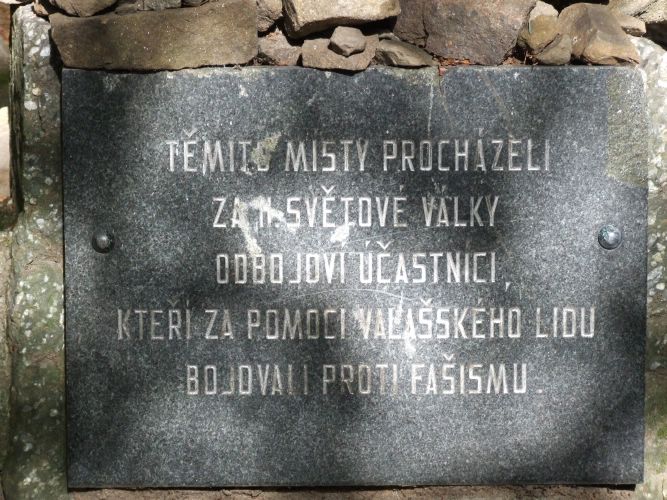 TĚMITO MÍSTY PROCHÁZELI
ZA II. SVĚTOVÉ VÁLKY
ODBOJOVÍ ÚČASTNÍCI,
KTEŘÍ ZA POMOCI VALAŠSKÉHO LIDU
BOJOVALI PROTI FAŠISMU.